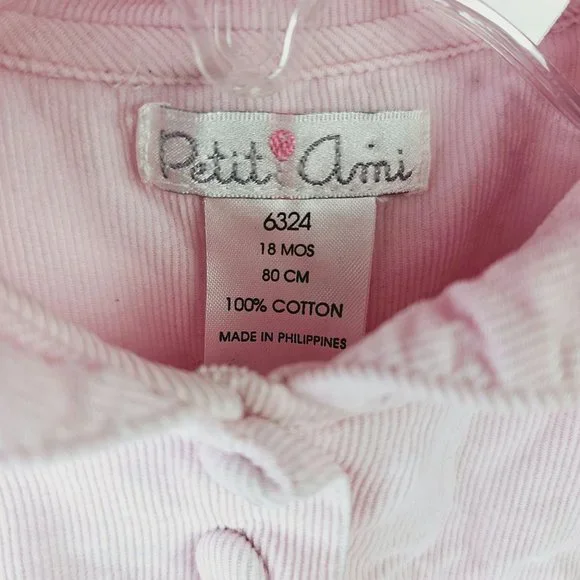 Petit Ami
6324
18 MOS
80 CM
100% COTTON
MADE IN PHILIPPINES